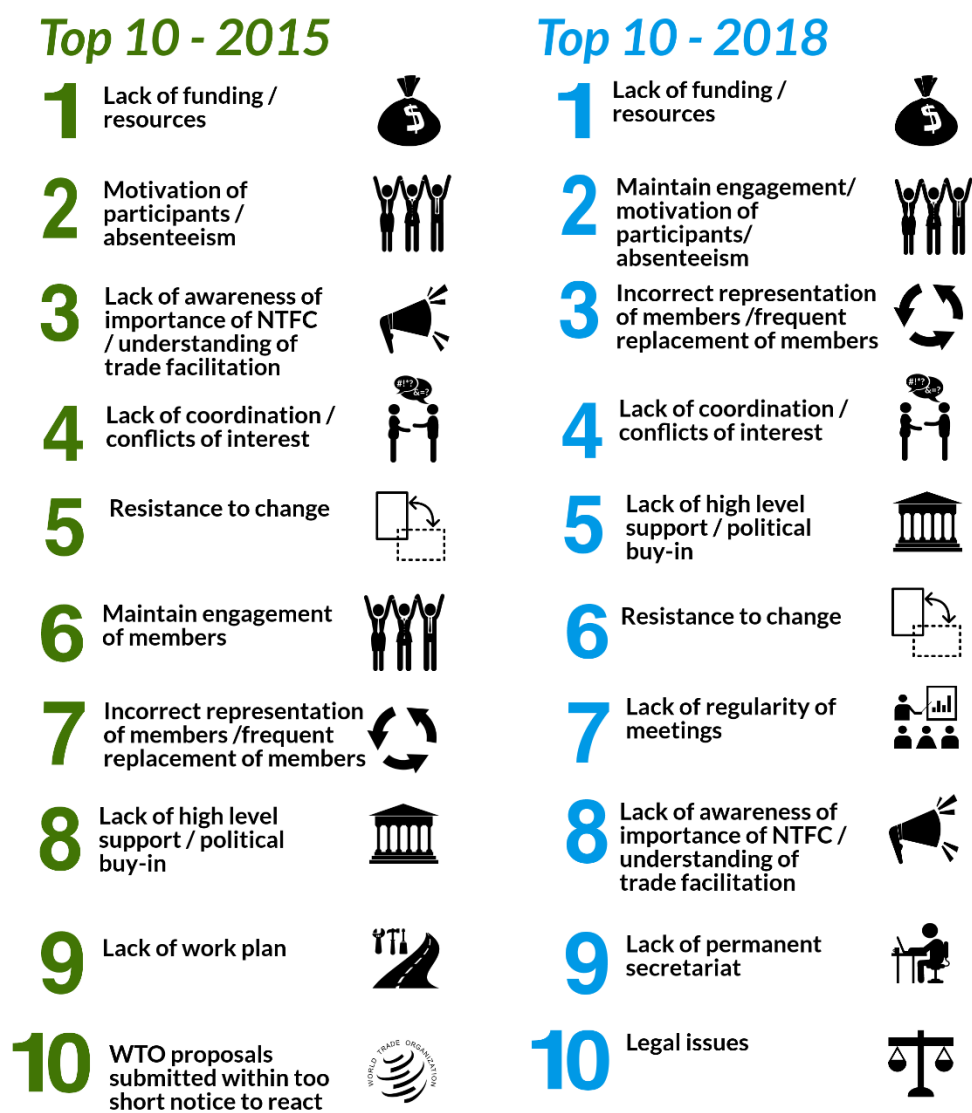 Top 10 - 2015
1
Lack of funding /
resources
$
2
Motivation of
participants /
absenteeism
3
Lack of awareness of
importance of NTFC
/ understanding of
trade facilitation
4
Lack of coordination /
conflicts of interest
#!*?
&=?
5
Resistance to change
6
Maintain engagement
of members
7
Incorrect representation
of members /frequent
replacement of members
8
Lack of high level
support / political
buy-in
9
Lack of work plan
10
WTO proposals
submitted within too
short notice to react
WORLD TRADE ORGANIZATION
Top 10 - 2018
1
Lack of funding /
resources
$
2
Maintain engagement/
motivation of
participants/
absenteeism
3
Incorrect representation
of members /frequent
replacement of members
4
Lack of coordination /
conflicts of interest
#!*?
&=?
5
Lack of high level
support / political
buy-in
6
Resistance to change
7
Lack of regularity of
meetings
8
Lack of awareness of
importance of NTFC /
understanding of
trade facilitation
9
Lack of permanent
secretariat
10
Legal issues